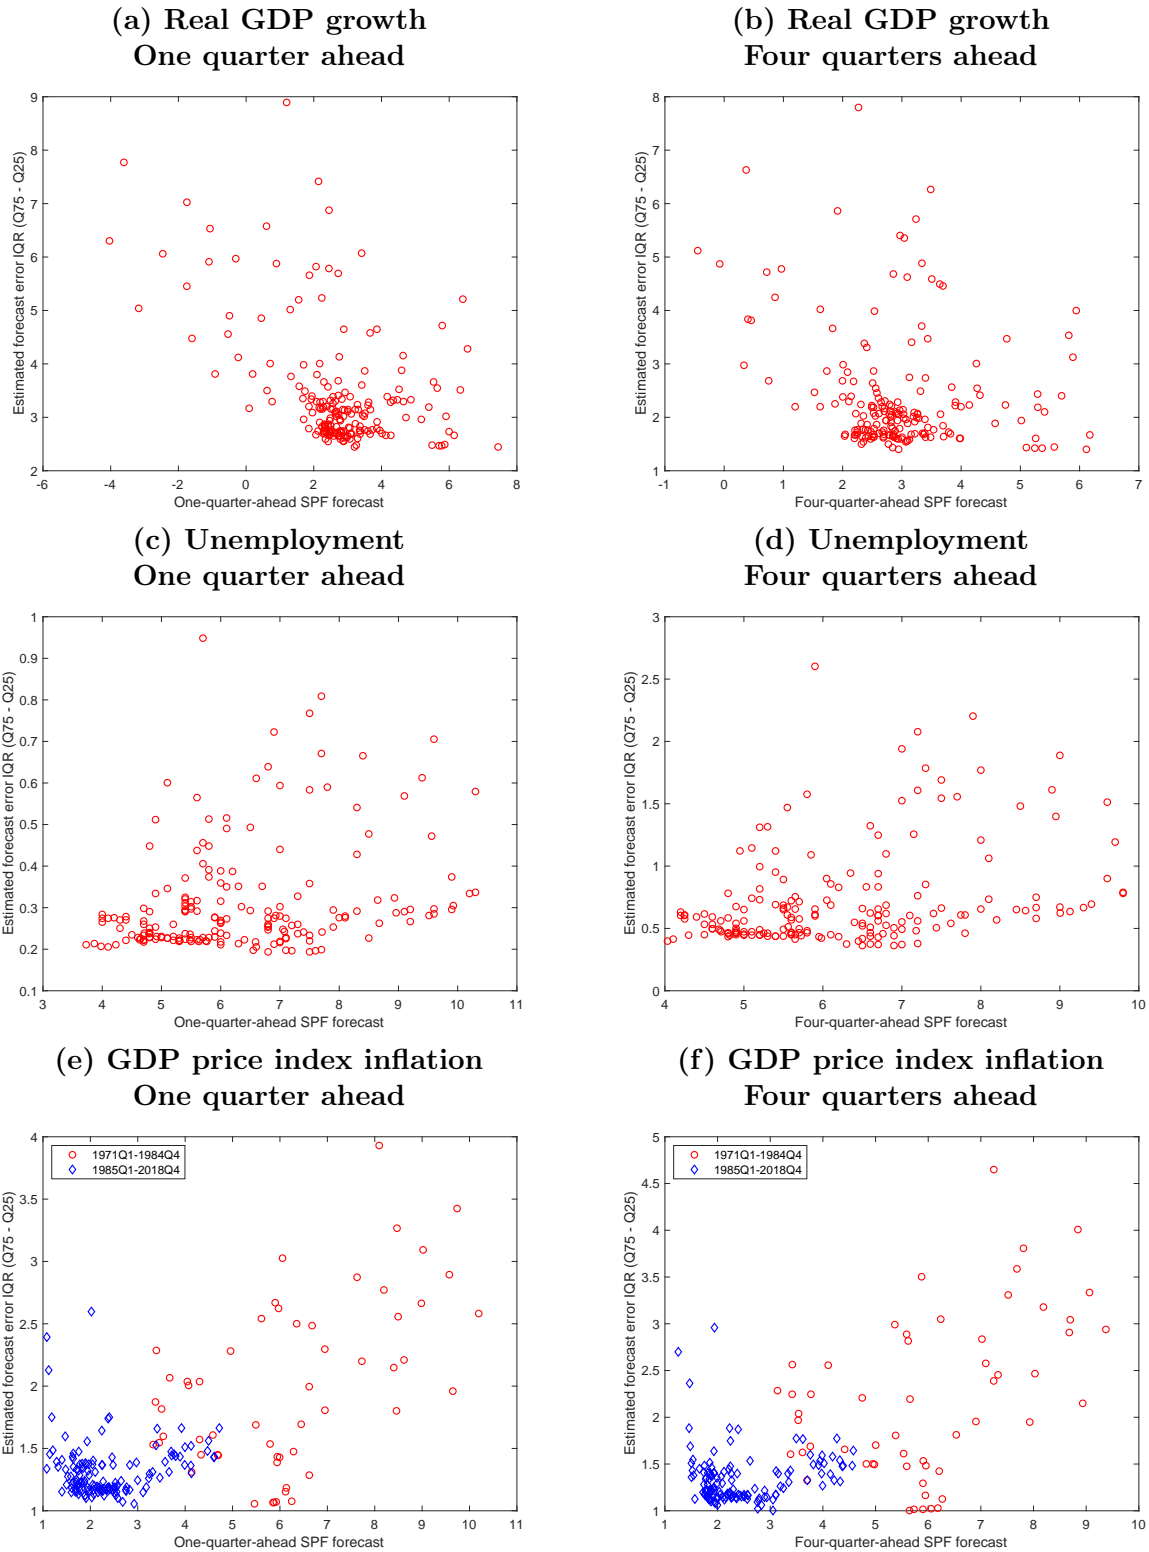 (a) Real GDP growth
One quarter ahead
Estimated forecast error IQR (Q75 - Q25)
9
8
7
6
5
4
3
2
-6 -4 -2 0 2 4 6 8
One-quarter-ahead SPF forecast
(b) Real GDP growth
Four quarters ahead
Estimated forecast error IQR (Q75 - Q25)
8
7
6
5
4
3
2
1
-1 0 1 2 3 4 5 6 7
Four-quarter-ahead SPF forecast
(c) Unemployment
One quarter ahead
Estimated forecast error IQR (Q75 - Q25)
1
0.9
0.8
0.7
0.6
0.5
0.4
0.3
0.2
0.1
3 4 5 6 7 8 9 10 11
One-quarter-ahead SPF forecast
(d) Unemployment
Four quarters ahead
Estimated forecast error IQR (Q75 - Q25)
3
2.5
2
1.5
1
0.5
0
4 5 6 7 8 9 10
Four-quarter-ahead SPF forecast
(e) GDP price index inflation
One quarter ahead
Estimated forecast error IQR (Q75 - Q25)
4
3.5
3
2.5
2
1.5
1
1971Q1-1984Q4
1985Q1-2018Q4
1 2 3 4 5 6 7 8 9 10 11
One-quarter-ahead SPF forecast
(f) GDP price index inflation
Four quarters ahead
Estimated forecast error IQR (Q75 - Q25)
5
4.5
4
3.5
3
2.5
2
1.5
1
1971Q1-1984Q4
1985Q1-2018Q4
1 2 3 4 5 6 7 8 9 10
Four-quarter-ahead SPF forecast